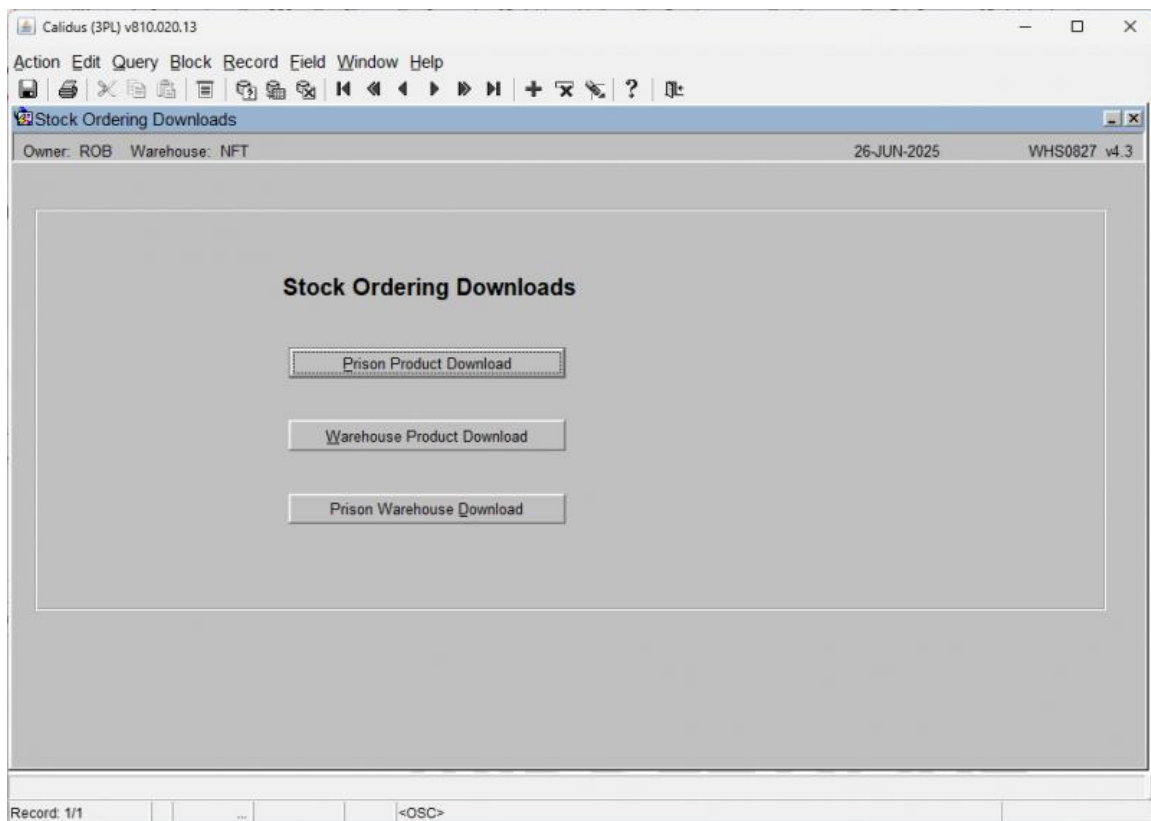 Calidus (3PL) v810.020.13
Action Edit Query Block Record Field Window Help
Stock Ordering Downloads
Owner: ROB Warehouse: NFT 26-JUN-2025 WHS0827 v4.3
Stock Ordering Downloads
Prison Product Download
Warehouse Product Download
Prison Warehouse Download
Record: 1/1 ... <OSC>